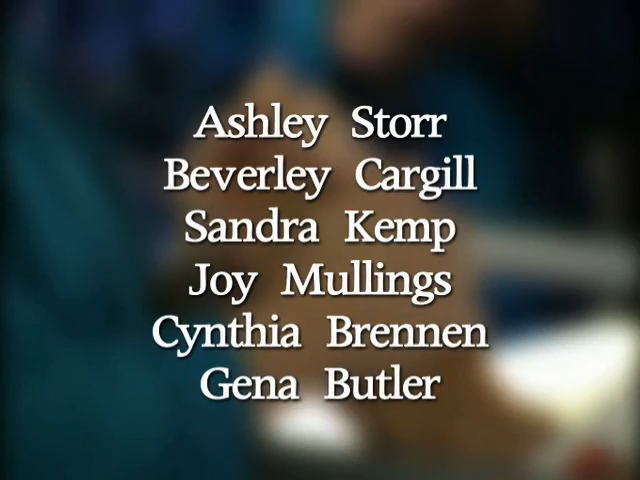 Ashley Storr
Beverley Cargill
Sandra Kemp
Joy Mullings
Cynthia Brennen
Gena Butler